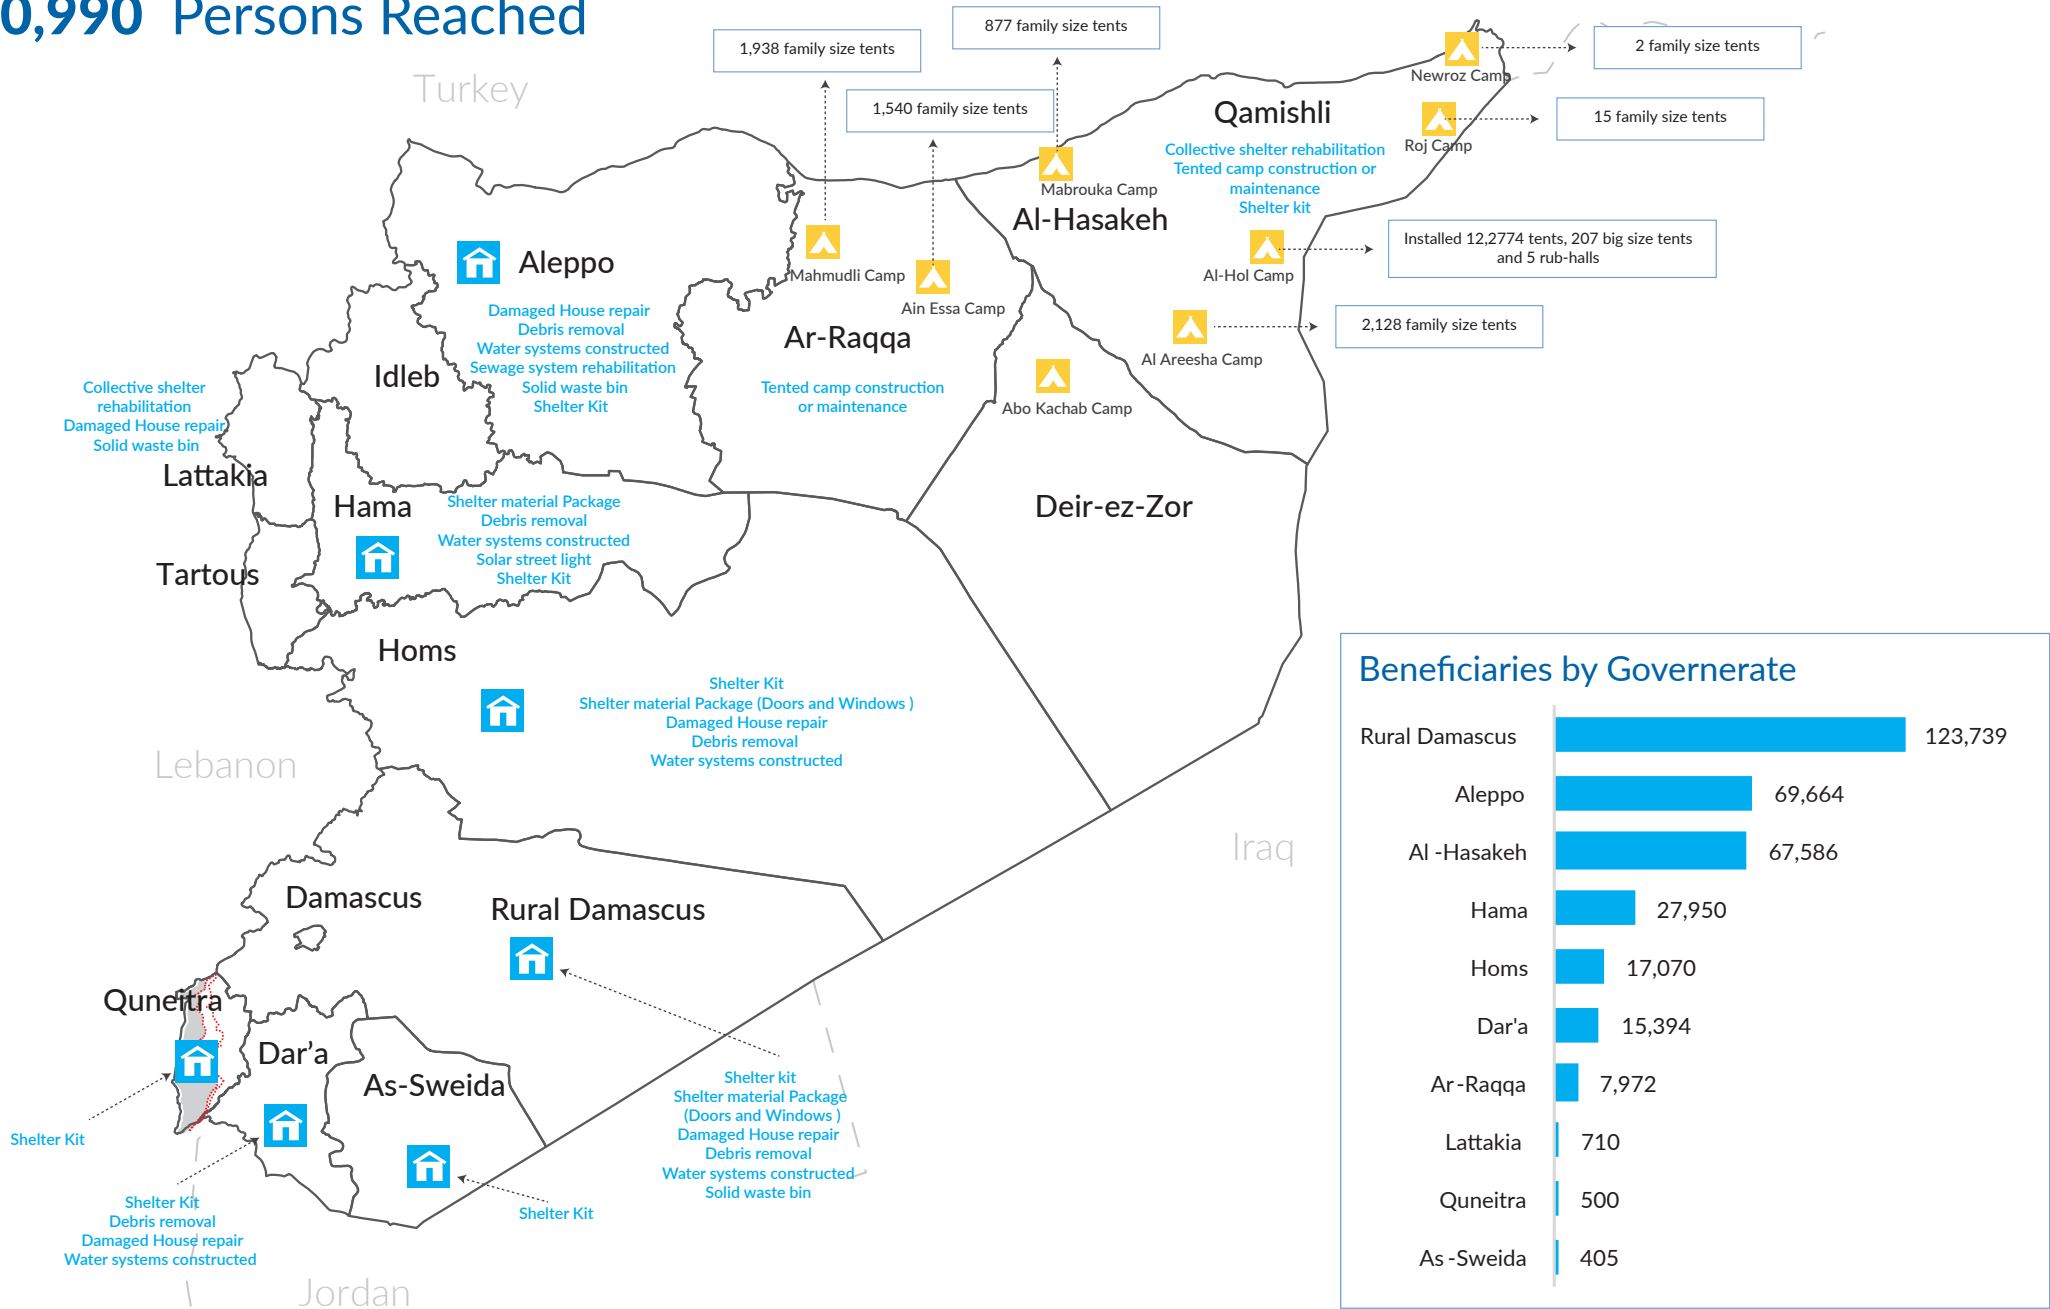 0,990 Persons Reached
877 family size tents
1,938 family size tents
2 family size tents
Turkey
Newroz Camp
1,540 family size tents
Qamishli
15 family size tents
Roj Camp
Collective shelter rehabilitation
Tented camp construction or
maintenance
Shelter kit
Mabrouka Camp
Al-Hasakeh
Installed 12,2774 tents, 207 big size tents
and 5 rub-halls
Al-Hol Camp
Aleppo
Mahmudli Camp
Ain Essa Camp
Damaged House repair
Debris removal
Water systems constructed
Sewage system rehabilitation
Solid waste bin
Shelter Kit
Ar-Raqqa
Tented camp construction
or maintenance
2,128 family size tents
Al Areesha Camp
Abo Kachab Camp
Idleb
Collective shelter
rehabilitation
Damaged House repair
Solid waste bin
Lattakia
Hama
Shelter material Package
Debris removal
Water systems constructed
Solar street light
Shelter Kit
Deir-ez-Zor
Tartous
Homs
Shelter Kit
Shelter material Package (Doors and Windows )
Damaged House repair
Debris removal
Water systems constructed
Lebanon
Iraq
Damascus
Rural Damascus
Quneitra
Dar’a
As-Sweida
Shelter kit
Shelter material Package
(Doors and Windows )
Damaged House repair
Debris removal
Water systems constructed
Solid waste bin
Shelter Kit
Shelter Kit
Debris removal
Damaged House repair
Water systems constructed
Shelter Kit
Jordan
Beneficiaries by Governerate
Rural Damascus 123,739
Aleppo 69,664
Al -Hasakeh 67,586
Hama 27,950
Homs 17,070
Dar'a 15,394
Ar-Raqqa 7,972
Lattakia 710
Quneitra 500
As -Sweida 405